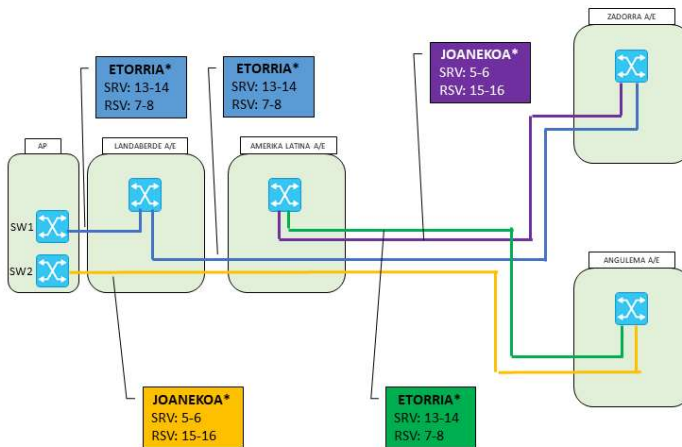 ZADORRA A/E
JOANEKOA*
SRV: 5-6
RSV: 15-16
ETORRIA*
SRV: 13-14
RSV: 7-8
ETORRIA*
SRV: 13-14
RSV: 7-8
AP
LANDABERDE A/E
AMERIKA LATINA A/E
SW1
SW2
ANGULEMA A/E
JOANEKOA*
SRV: 5-6
RSV: 15-16
ETORRIA*
SRV: 13-14
RSV: 7-8